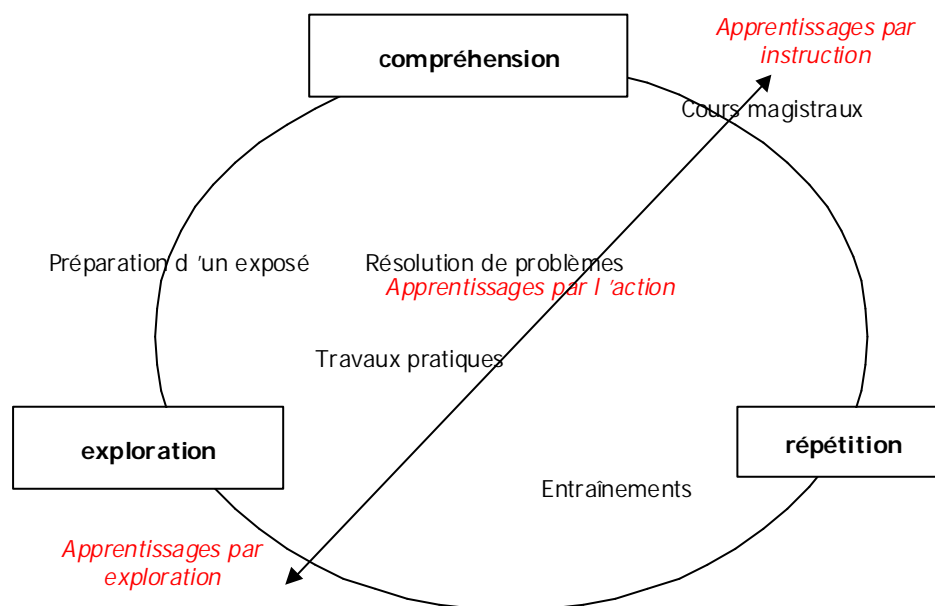 Apprentissages par
instruction
compréhension
Cours magistraux
Préparation d ’un exposé
Résolution de problèmes
Apprentissages par l ’action
Travaux pratiques
exploration
répétition
Entraînements
Apprentissages par
exploration